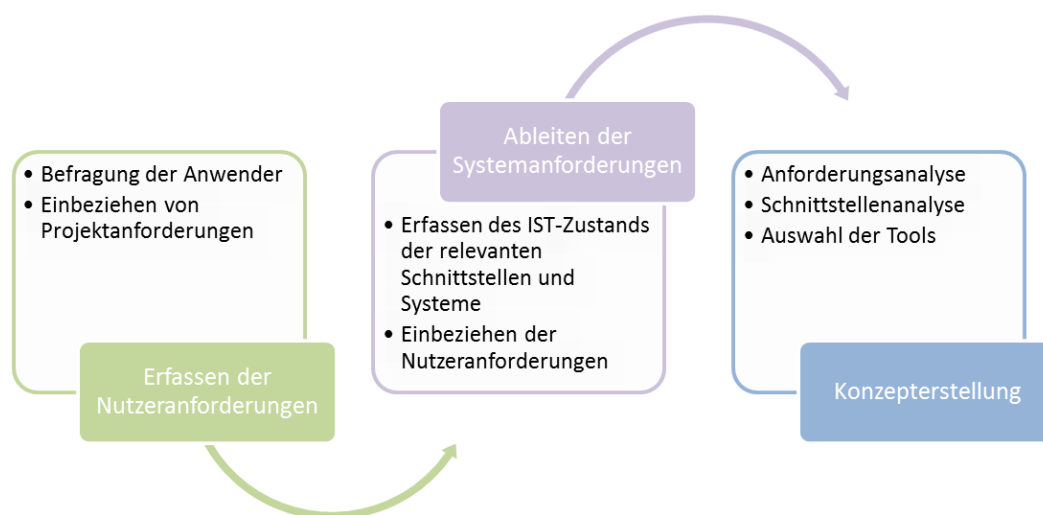 • Befragung der Anwender
• Einbeziehen von
Projektanforderungen
Erfassen der
Nutzeranforderungen
Ableiten der
Systemanforderungen
• Erfassen des IST-Zustands
der relevanten
Schnittstellen und
Systeme
• Einbeziehen der
Nutzeranforderungen
• Anforderungsanalyse
• Schnittstellenanalyse
• Auswahl der Tools
Konzepterstellung